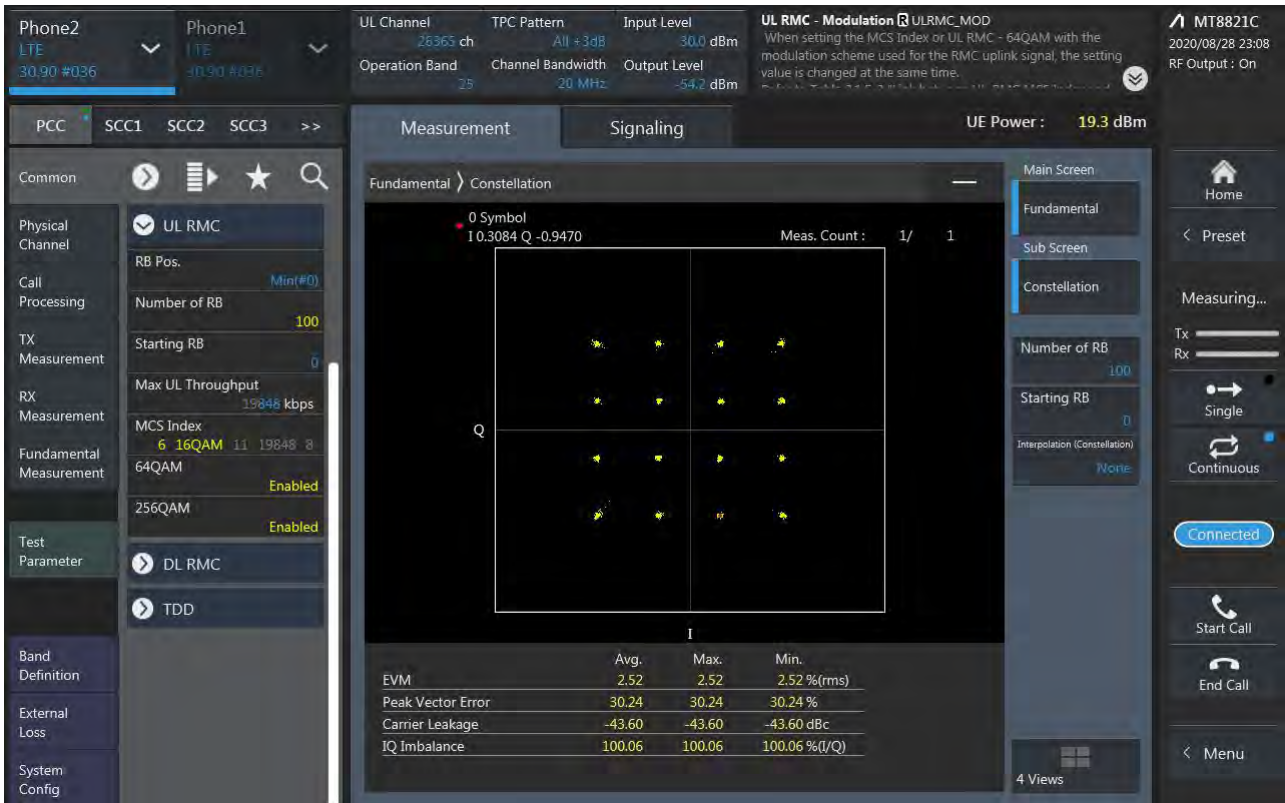 Phone2
LTE
30.90 #036
Phone1
LTE
30.90 #036
UL Channel
26365 ch
Operation Band
25
TPC Pattern
All +3dB
Channel Bandwidth
20 MHz
Input Level
30.0 dBm
Output Level
-54.2 dBm
UL RMC - Modulation R ULRMC_MOD
When setting the MCS Index or UL RMC - 64QAM with the
modulation scheme used for the RMC uplink signal, the setting
value is changed at the same time.
MT8821C
2020/08/28 23:08
RF Output : On
PCC SCC1 SCC2 SCC3 >>
Common
Physical
Channel
Call
Processing
TX
Measurement
RX
Measurement
Fundamental
Measurement
Test
Parameter
Band
Definition
External
Loss
System
Config
UL RMC
RB Pos.
Min(#0)
Number of RB
100
Starting RB
0
Max UL Throughput
19848 kbps
MCS Index
6 16QAM 11 19848 8
64QAM
Enabled
256QAM
Enabled
DL RMC
TDD
Measurement
Signaling
UE Power : 19.3 dBm
Fundamental 〉 Constellation
0 Symbol
I 0.3084 Q -0.9470
Meas. Count : 1/ 1
Q
I
Avg. Max. Min.
EVM 2.52 2.52 2.52 %(rms)
Peak Vector Error 30.24 30.24 30.24 %
Carrier Leakage -43.60 -43.60 -43.60 dBc
IQ Imbalance 100.06 100.06 100.06 %(I/Q)
Main Screen
Fundamental
Sub Screen
Constellation
Number of RB
100
Starting RB
0
Interpolation (Constellation)
None
4 Views
Home
< Preset
Measuring...
Tx
Rx
Single
Continuous
Connected
Start Call
End Call
< Menu